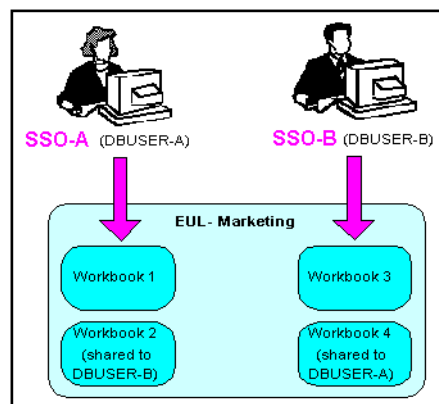 SSO-A (DBUSER-A)
SSO-B (DBUSER-B)
EUL- Marketing
Workbook 1
Workbook 3
Workbook 2
(shared to
DBUSER-B)
Workbook 4
(shared to
DBUSER-A)